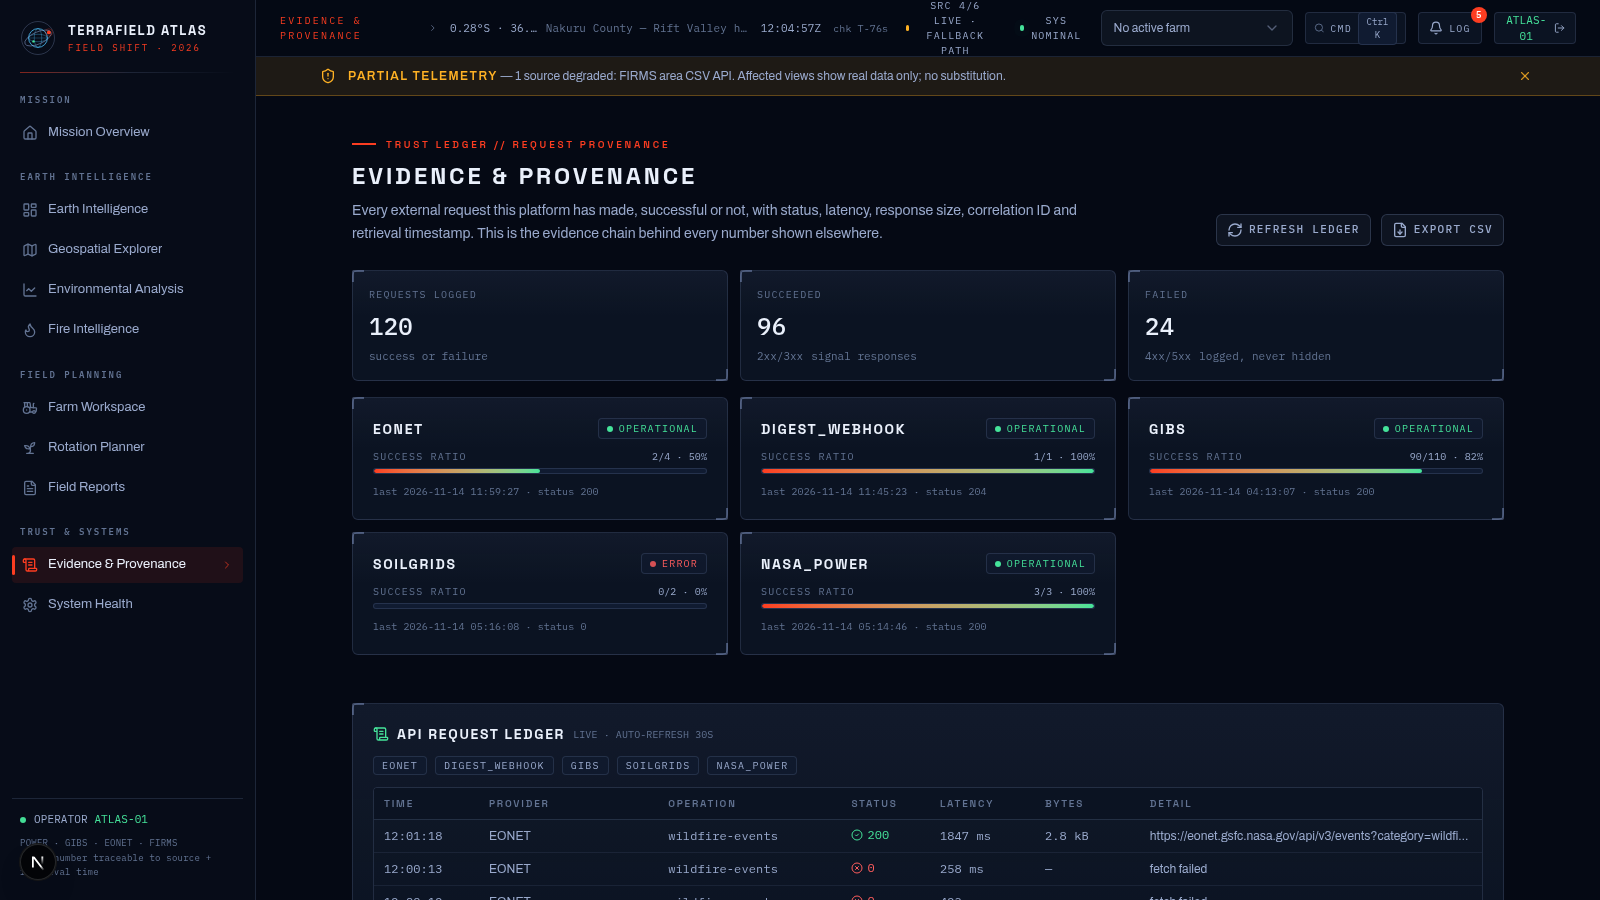 TERRAFIELD ATLAS
FIELD SHIFT · 2026
MISSION
Mission Overview
EARTH INTELLIGENCE
Earth Intelligence
Geospatial Explorer
Environmental Analysis
Fire Intelligence
FIELD PLANNING
Farm Workspace
Rotation Planner
Field Reports
TRUST & SYSTEMS
Evidence & Provenance
System Health
OPERATOR ATLAS-01
POWER · GIBS · EONET · FIRMS
number traceable to source +
val time
N
EVIDENCE &
PROVENANCE
0.28°S · 36…
Nakuru County — Rift Valley h…
12:04:57Z
chk T-76s
SRC 4/6
LIVE ·
FALLBACK
PATH
SYS
NOMINAL
No active farm
CMD
Ctrl
K
LOG
5
ATLAS-
01
PARTIAL TELEMETRY — 1 source degraded: FIRMS area CSV API. Affected views show real data only; no substitution.
TRUST LEDGER // REQUEST PROVENANCE
EVIDENCE & PROVENANCE
Every external request this platform has made, successful or not, with status, latency, response size, correlation ID and
retrieval timestamp. This is the evidence chain behind every number shown elsewhere.
REFRESH LEDGER
EXPORT CSV
REQUESTS LOGGED
120
success or failure
SUCCEEDED
96
2xx/3xx signal responses
FAILED
24
4xx/5xx logged, never hidden
EONET
OPERATIONAL
SUCCESS RATIO
2/4 · 50%
last 2026-11-14 11:59:27 · status 200
DIGEST_WEBHOOK
OPERATIONAL
SUCCESS RATIO
1/1 · 100%
last 2026-11-14 11:45:23 · status 204
GIBS
OPERATIONAL
SUCCESS RATIO
90/110 · 82%
last 2026-11-14 04:13:07 · status 200
SOILGRIDS
ERROR
SUCCESS RATIO
0/2 · 0%
last 2026-11-14 05:16:08 · status 0
NASA_POWER
OPERATIONAL
SUCCESS RATIO
3/3 · 100%
last 2026-11-14 05:14:46 · status 200
API REQUEST LEDGER LIVE · AUTO-REFRESH 30S
EONET DIGEST_WEBHOOK GIBS SOILGRIDS NASA_POWER
TIME PROVIDER OPERATION STATUS LATENCY BYTES DETAIL
12:01:18 EONET wildfire-events 200 1847 ms 2.8 kB https://eonet.gsfc.nasa.gov/api/v3/events?category=wildfi…
12:00:13 EONET wildfire-events 0 258 ms — fetch failed